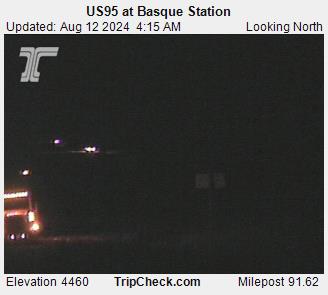 US95 at Basque Station
Updated: Aug 12 2024 4:15 AM Looking North
Elevation 4460 TripCheck.com Milepost 91.62